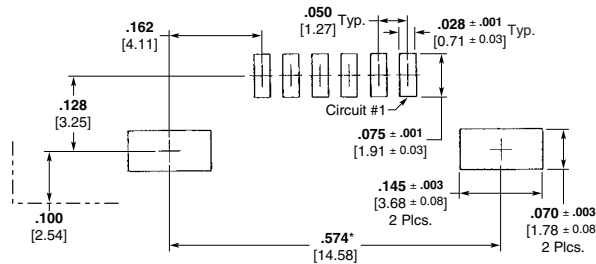 .162
[4.11]
.050
[1.27]
Typ.
.028 ± .001
[0.71 ± 0.03]
Typ.
.128
[3.25]
Circuit #1
.075 ± .001
[1.91 ± 0.03]
.100
[2.54]
.145 ± .003
[3.68 ± 0.08]
2 Plcs.
.070 ± .003
[1.78 ± 0.08
2 Plcs.
.574*
[14.58]